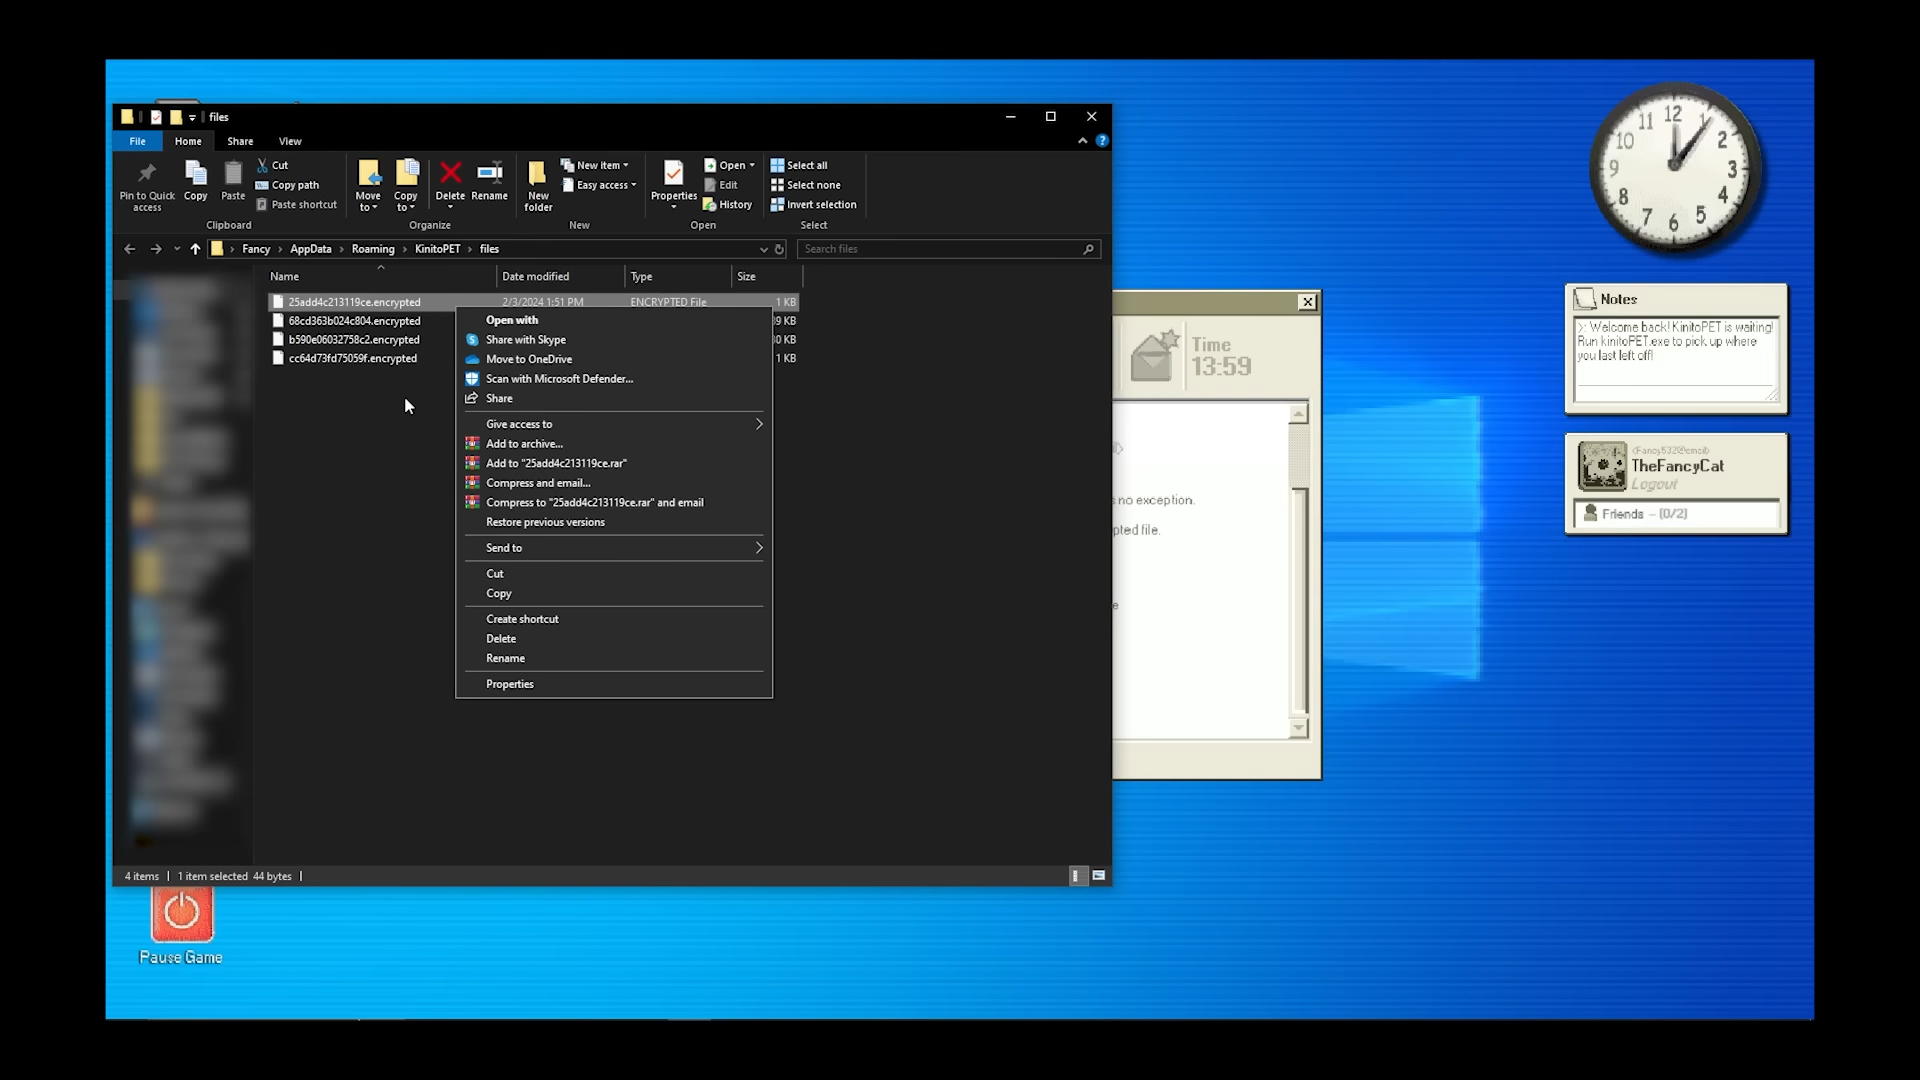 files
File Home Share View
Pin to Quick access
Copy
Paste
Cut
Copy path
Paste shortcut
Clipboard
Move to
Copy to
Delete
Rename
Organize
New folder
New item
Easy access
New
Properties
Open
Edit
History
Open
Select all
Select none
Invert selection
Select
Fancy › AppData › Roaming › KinitoPET › files
Search files
Name Date modified Type Size
25add4c213119ce.encrypted 2/3/2024 1:51 PM ENCRYPTED File 1 KB
68cd363b024c804.encrypted
b590e06032758c2.encrypted
cc64d73fd75059f.encrypted 1 KB
Open with
Share with Skype
Move to OneDrive
Scan with Microsoft Defender...
Share
Give access to
Add to archive...
Add to "25add4c213119ce.rar"
Compress and email...
Compress to "25add4c213119ce.rar" and email
Restore previous versions
Send to
Cut
Copy
Create shortcut
Delete
Rename
Properties
4 items 1 item selected 44 bytes
Pause Game
Time
13:59
no exception.
file.
12
1
2
3
4
5
6
7
8
9
10
11
Notes
>: Welcome back! KinitoPET is waiting!
Run kinitoPET.exe to pick up where
you last left off!
(Fancy532@email)
TheFancyCat
Logout
Friends - (0/2)